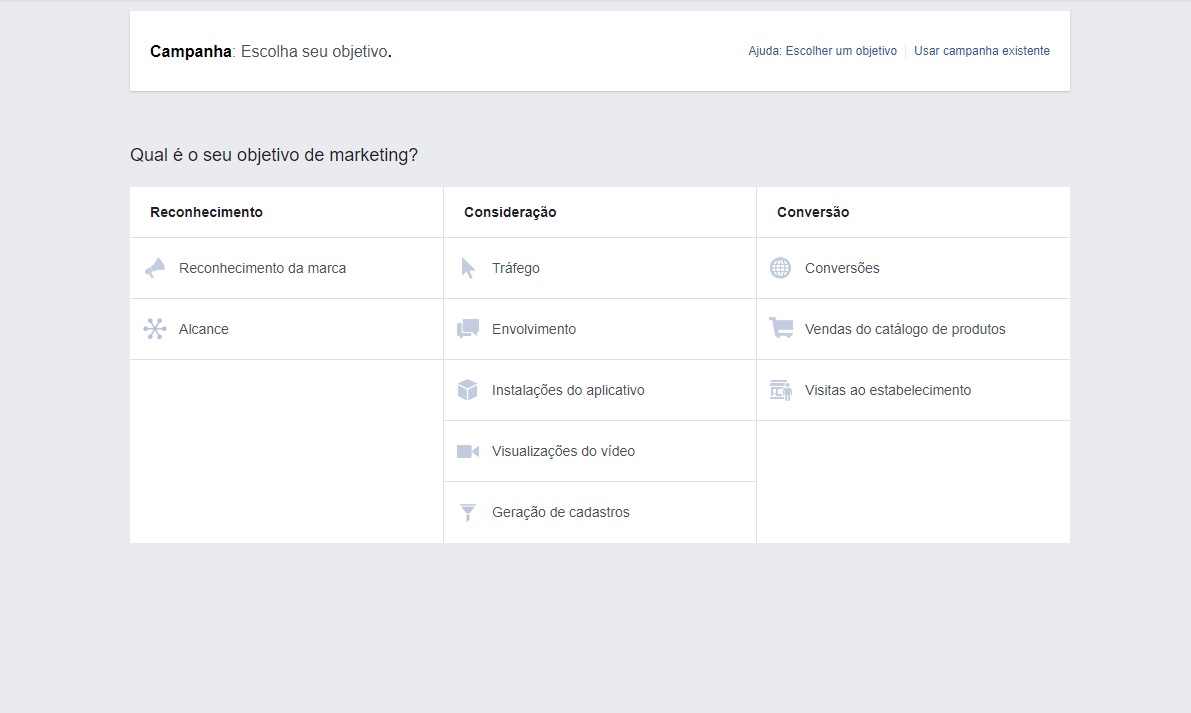 Campanha: Escolha seu objetivo.
Ajuda: Escolher um objetivo
Usar campanha existente
Qual é o seu objetivo de marketing?
Reconhecimento
Reconhecimento da marca
Alcance
Consideração
Tráfego
Envolvimento
Instalações do aplicativo
Visualizações do vídeo
Geração de cadastros
Conversão
Conversões
Vendas do catálogo de produtos
Visitas ao estabelecimento